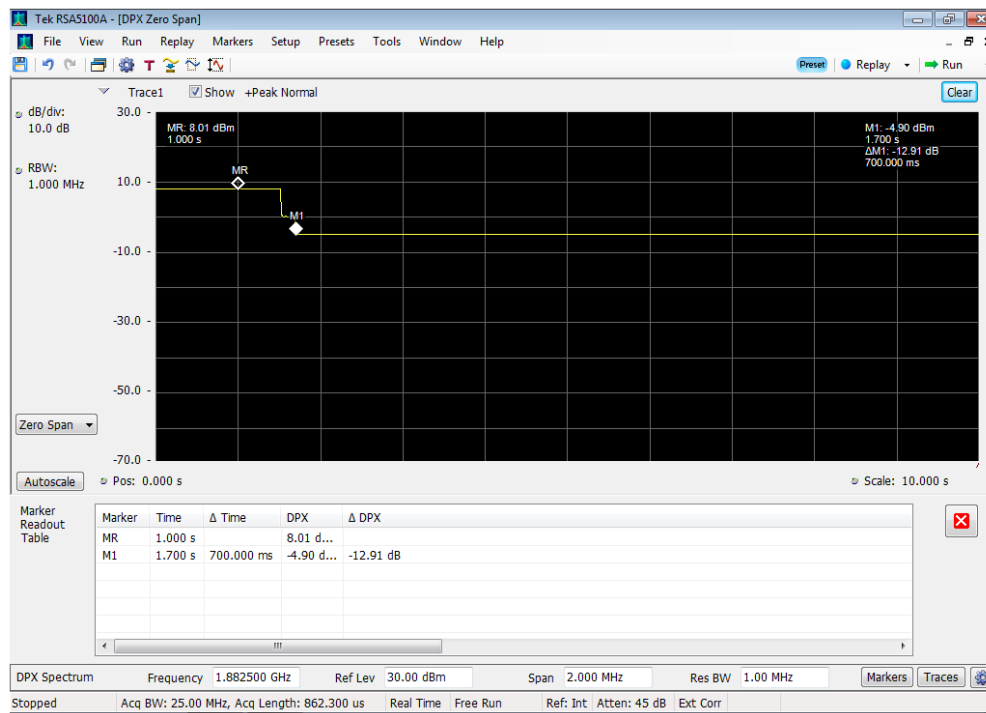 Tek RSA5100A - [DPX Zero Span]
File View Run Replay Markers Setup Presets Tools Window Help
T Preset Replay Run
Trace1 Show +Peak Normal Clear
dB/div:
10.0 dB
RBW:
1.000 MHz
30.0 -
10.0 -
-10.0 -
-30.0 -
-50.0 -
-70.0 -
MR: 8.01 dBm
1.000 s
M1: -4.90 dBm
1.700 s
ΔM1: -12.91 dB
700.000 ms
MR
M1
Zero Span
Autoscale Pos: 0.000 s Scale: 10.000 s
Marker
Readout
Table
Marker Time Δ Time DPX Δ DPX
MR 1.000 s 8.01 d...
M1 1.700 s 700.000 ms -4.90 d... -12.91 dB
DPX Spectrum Frequency 1.882500 GHz Ref Lev 30.00 dBm Span 2.000 MHz Res BW 1.00 MHz Markers Traces
Stopped Acq BW: 25.00 MHz, Acq Length: 862.300 us Real Time Free Run Ref: Int Atten: 45 dB Ext Corr